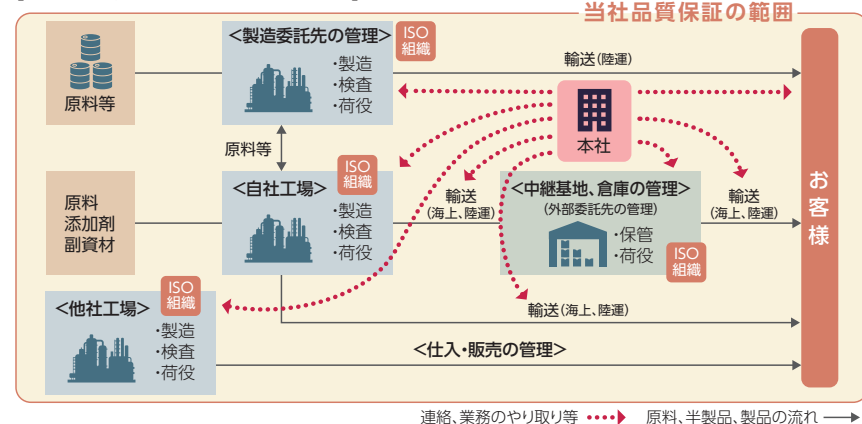 当社品質保証の範囲
<製造委託先の管理>
ISO
組織
・製造
・検査
・荷役
原料等
輸送(陸運)
本社
原料等
<自社工場>
ISO
組織
・製造
・検査
・荷役
原料
添加剤
副資材
輸送
(海上、陸運)
<中継基地、倉庫の管理>
(外部委託先の管理)
・保管
・荷役
ISO
組織
輸送
(海上、陸運)
お客様
<他社工場>
ISO
組織
・製造
・検査
・荷役
輸送(海上、陸運)
<仕入・販売の管理>
連絡、業務のやり取り等
原料、半製品、製品の流れ